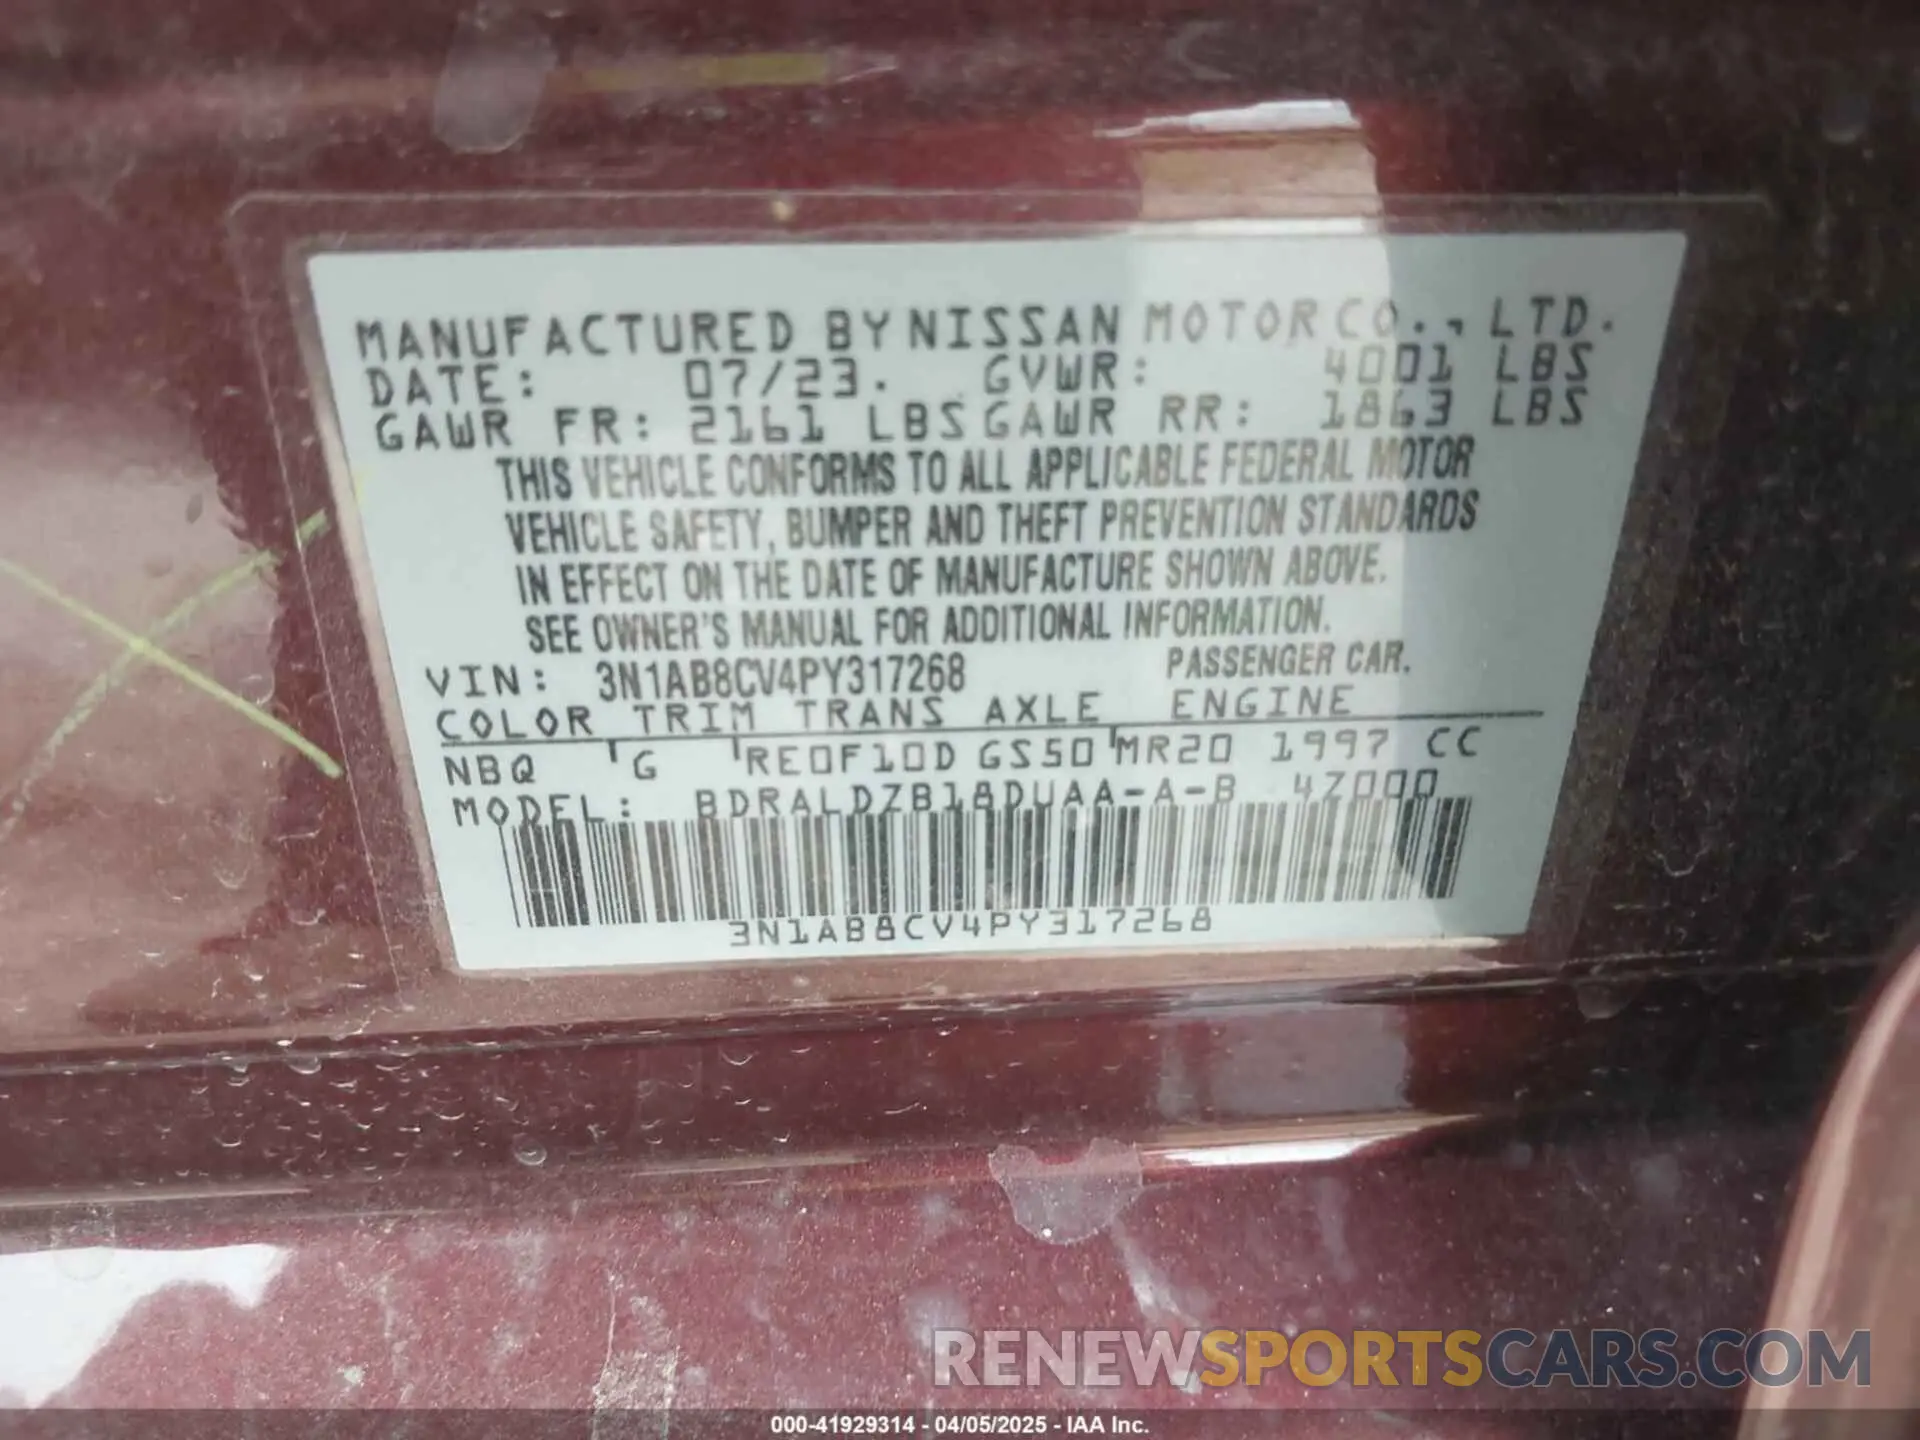 MANUFACTURED BY NISSAN MOTOR CO., LTD.
DATE: 07/23. GVWR: 4001 LBS
GAWR FR: 2161 LBS GAWR RR: 1863 LBS
THIS VEHICLE CONFORMS TO ALL APPLICABLE FEDERAL MOTOR
VEHICLE SAFETY, BUMPER AND THEFT PREVENTION STANDARDS
IN EFFECT ON THE DATE OF MANUFACTURE SHOWN ABOVE.
SEE OWNER'S MANUAL FOR ADDITIONAL INFORMATION.
VIN: 3N1AB8CV4PY317268 PASSENGER CAR.
COLOR TRIM TRANS AXLE ENGINE
NBQ G RE0F10D GS50 MR20 1997 CC
MODEL: BDRALDZB18DUAA-A-B 4Z000
3N1AB8CV4PY317268
RENEWSPORTSCARS.COM
000-41929314 - 04/05/2025 - IAA Inc.